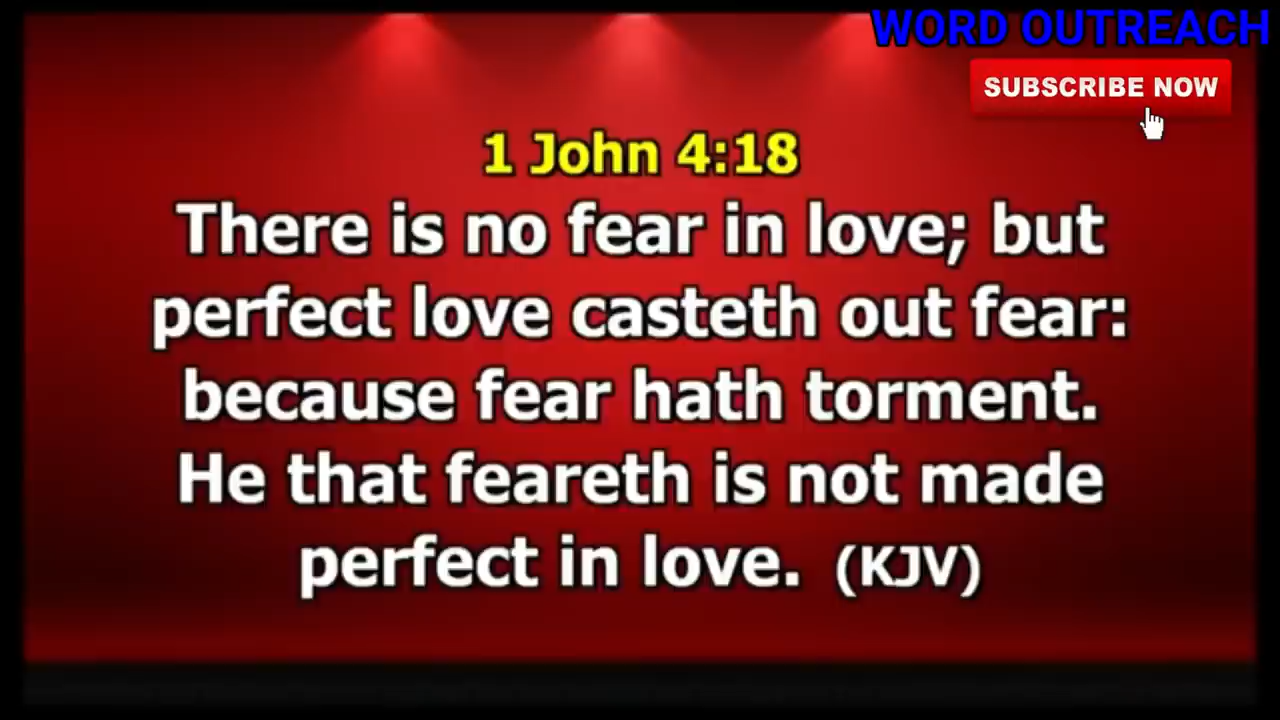 WORD OUTREACH
SUBSCRIBE NOW
1 John 4:18
There is no fear in love; but
perfect love casteth out fear:
because fear hath torment.
He that feareth is not made
perfect in love. (KJV)